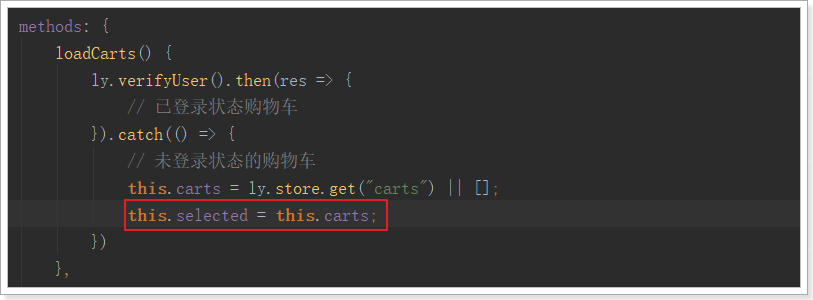 methods: {
loadCarts() {
ly.verifyUser().then(res => {
// 已登录状态购物车
}).catch(() => {
// 未登录状态的购物车
this.carts = ly.store.get("carts") || [];
this.selected = this.carts;
})
},